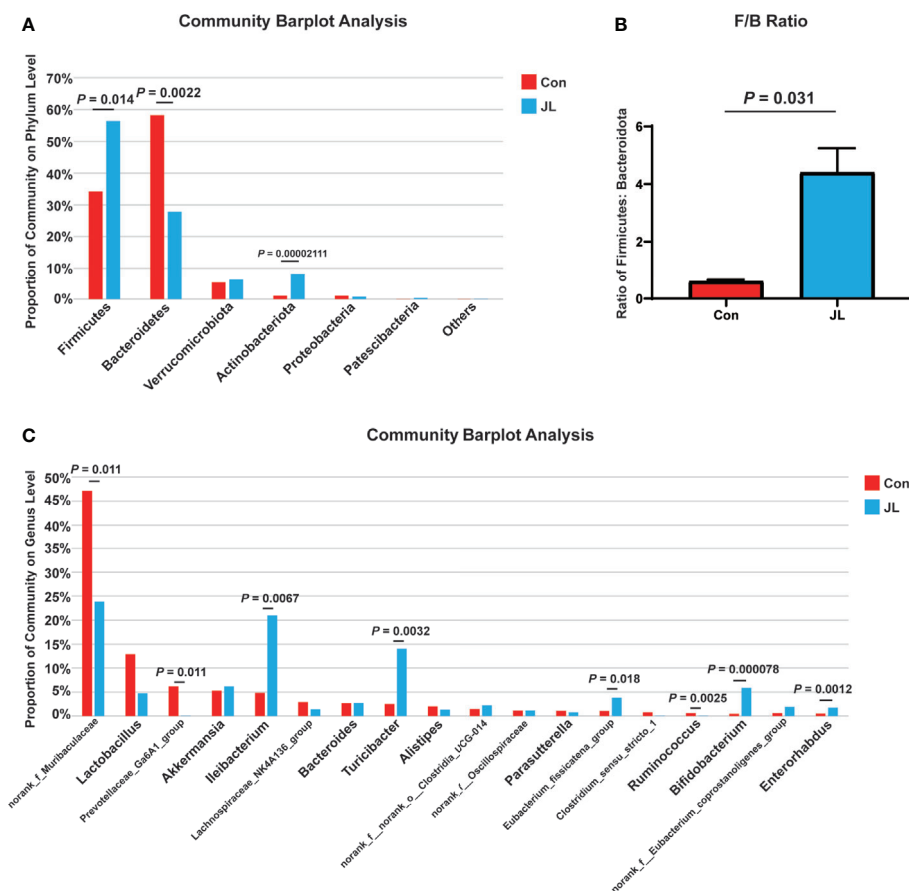 A
Community Barplot Analysis
Proportion of Community on Phylum Level
70%
60%
50%
40%
30%
20%
10%
0%
P = 0.014
P = 0.0022
P = 0.00002111
Con
JL
Firmicutes
Bacteroidetes
Verrucomicrobiota
Actinobacteriota
Proteobacteria
Patescibacteria
Others
B
F/B Ratio
P = 0.031
Ratio of Firmicutes: Bacteroidota
6
4
2
0
Con
JL
C
Community Barplot Analysis
Proportion of Community on Genus Level
50%
45%
40%
35%
30%
25%
20%
15%
10%
5%
0%
P = 0.011
P = 0.011
P = 0.0067
P = 0.0032
P = 0.018
P = 0.0025
P = 0.000078
P = 0.0012
Con
JL
norank_f_Muribaculaceae
Lactobacillus
Prevotellaceae_Ga6A1_group
Akkermansia
Ileibacterium
Lachnospiraceae_NK4A136_group
Bacteroides
Turicibacter
Alistipes
norank_f__norank_o__Clostridia_UCG-014
norank_f__Oscillospiraceae
Parasutterella
Eubacterium_fissicatena_group
Clostridium_sensu_stricto_1
Ruminococcus
Bifidobacterium
norank_f__Eubacterium_coprostanoligenes_group
Enterorhabdus